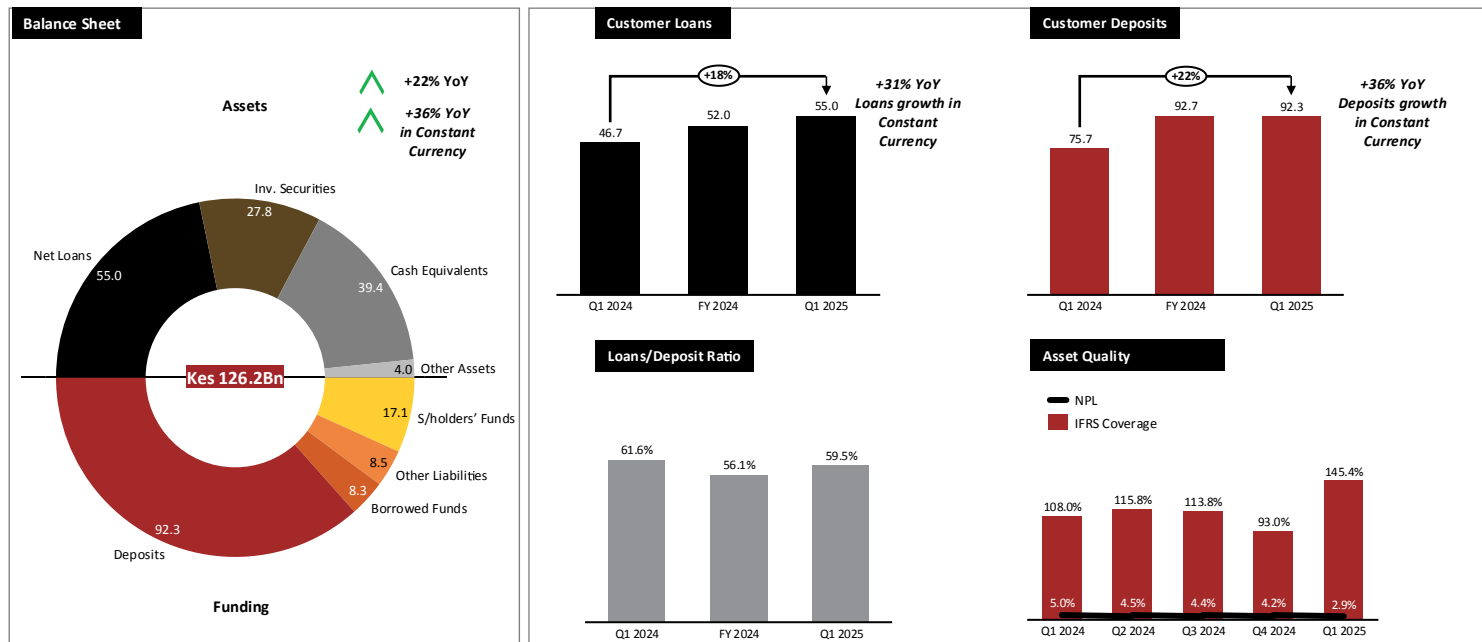 Balance Sheet
Assets
+22% YoY
+36% YoY
in Constant
Currency
Inv. Securities
27.8
Net Loans
55.0
Cash Equivalents
39.4
Other Assets
4.0
Kes 126.2Bn
17.1
S/holders’ Funds
8.5
Other Liabilities
8.3
Borrowed Funds
92.3
Deposits
Funding
Customer Loans
+18%
+31% YoY
Loans growth in
Constant
Currency
46.7
52.0
55.0
Q1 2024
FY 2024
Q1 2025
Customer Deposits
+22%
+36% YoY
Deposits growth
in Constant
Currency
75.7
92.7
92.3
Q1 2024
FY 2024
Q1 2025
Loans/Deposit Ratio
61.6%
56.1%
59.5%
Q1 2024
FY 2024
Q1 2025
Asset Quality
NPL
IFRS Coverage
108.0%
115.8%
113.8%
93.0%
145.4%
5.0%
4.5%
4.4%
4.2%
2.9%
Q1 2024
Q2 2024
Q3 2024
Q4 2024
Q1 2025